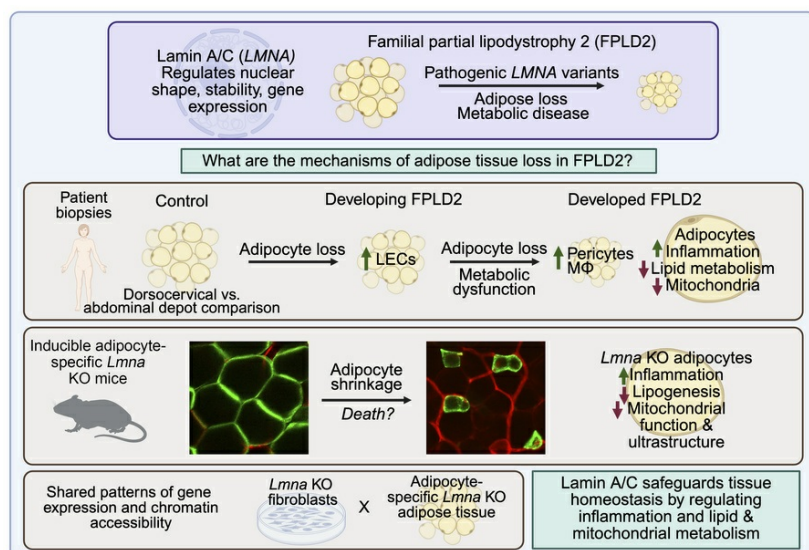 Lamin A/C (LMNA)
Regulates nuclear
shape, stability, gene
expression
Familial partial lipodystrophy 2 (FPLD2)
Pathogenic LMNA variants
Adipose loss
Metabolic disease
What are the mechanisms of adipose tissue loss in FPLD2?
Patient
biopsies
Control
Dorsocervical vs.
abdominal depot comparison
Adipocyte loss
Developing FPLD2
LECs
Adipocyte loss
Metabolic
dysfunction
Developed FPLD2
Pericytes
MΦ
Adipocytes
Inflammation
Lipid metabolism
Mitochondria
Inducible adipocyte-
specific Lmna
KO mice
Adipocyte
shrinkage
Death?
Lmna KO adipocytes
Inflammation
Lipogenesis
Mitochondrial
function &
ultrastructure
Shared patterns of gene
expression and chromatin
accessibility
Lmna KO
fibroblasts
X
Adipocyte-
specific Lmna KO
adipose tissue
Lamin A/C safeguards tissue
homeostasis by regulating
inflammation and lipid &
mitochondrial metabolism